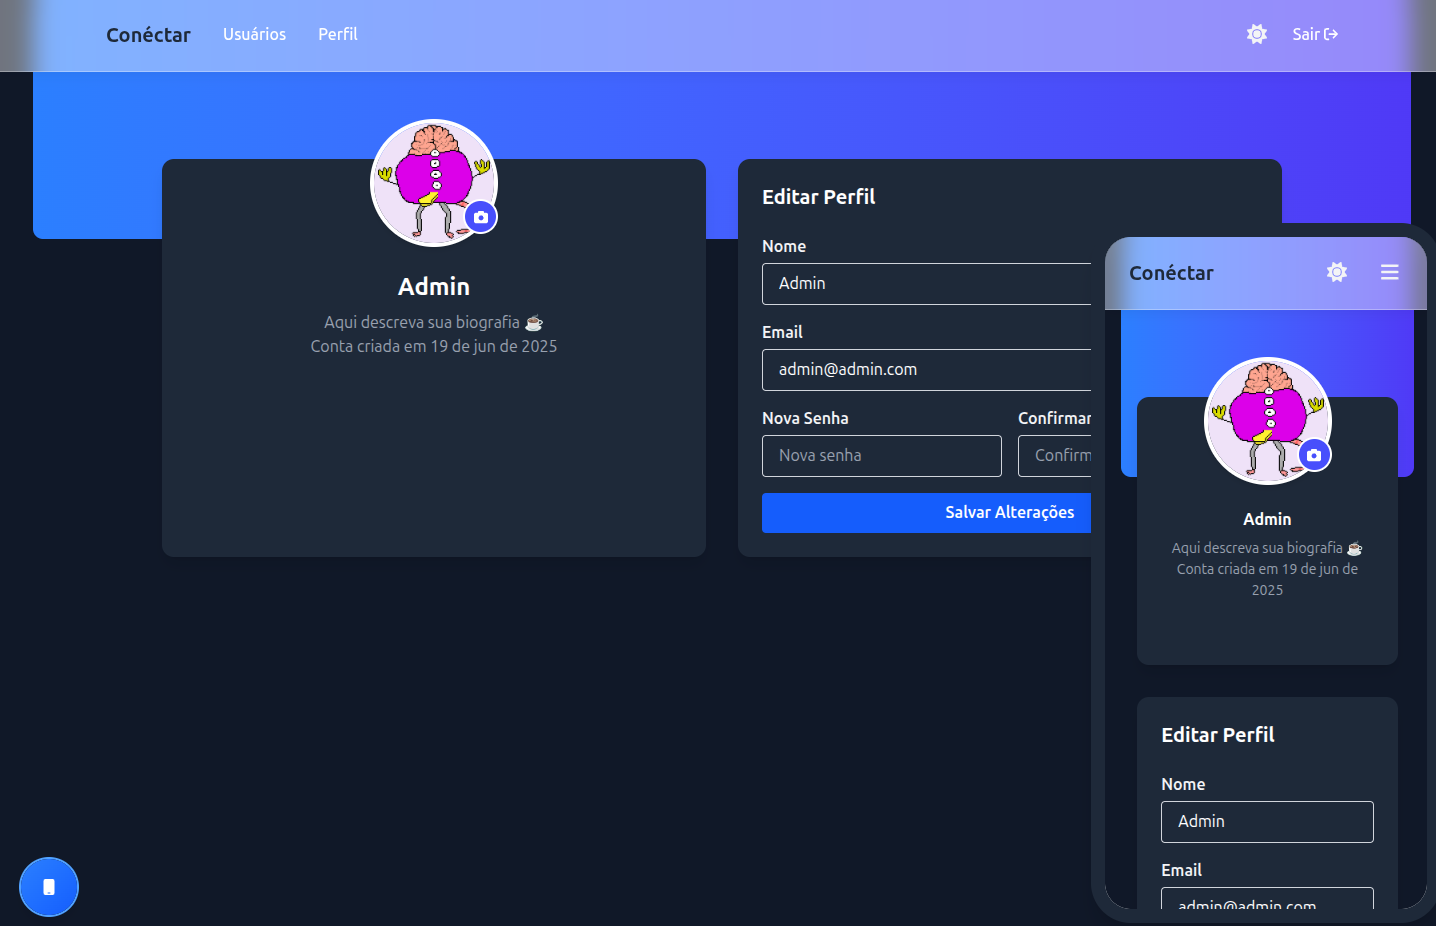 Conéctar Usuários Perfil Sair
Admin
Aqui descreva sua biografia ☕
Conta criada em 19 de jun de 2025
Editar Perfil
Nome
Admin
Email
admin@admin.com
Nova Senha Confirmar
Nova senha Confirm
Salvar Alterações
Conéctar
Admin
Aqui descreva sua biografia ☕
Conta criada em 19 de jun de
2025
Editar Perfil
Nome
Admin
Email
admin@admin.com